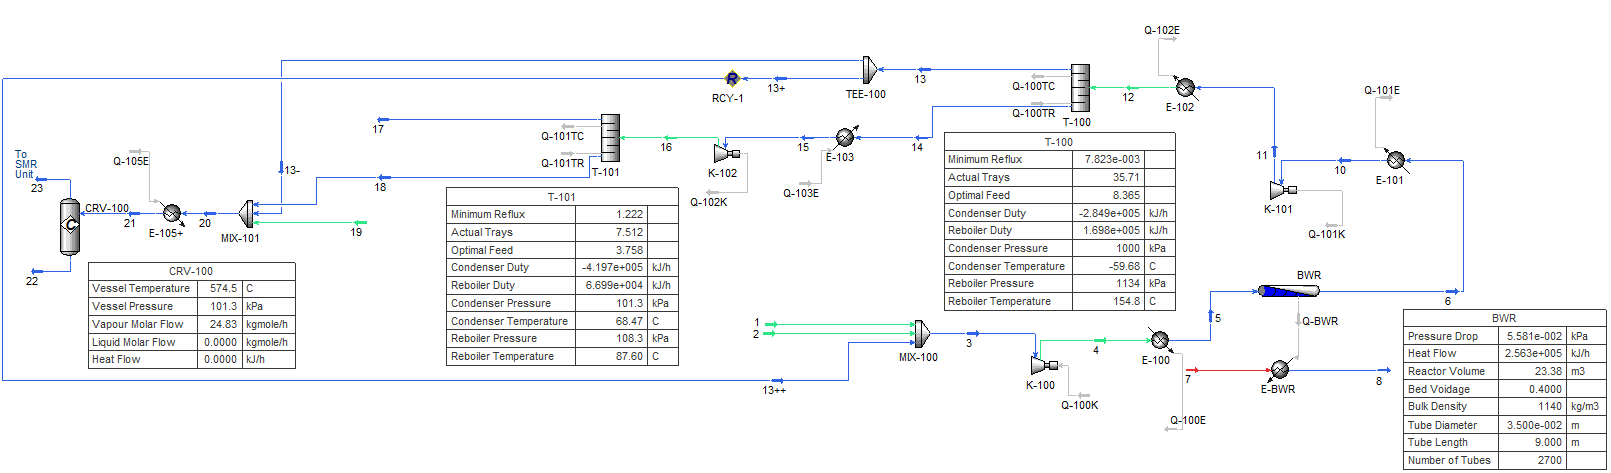 Q-102E
Q-101E
13
13+
R
RCY-1
TEE-100
Q-100TC
Q-100TR
T-100
12
E-102
11
10
E-101
K-101
Q-101K
17
Q-101TC
Q-101TR
T-101
16
K-102
Q-102K
15
E-103
Q-103E
14
18
To
SMR
Unit
23
Q-105E
13-
CRV-100
C
21
E-105+
20
MIX-101
19
22
T-100
Minimum Reflux 7.823e-003
Actual Trays 35.71
Optimal Feed 8.365
Condenser Duty -2.849e+005 kJ/h
Reboiler Duty 1.698e+005 kJ/h
Condenser Pressure 1000 kPa
Condenser Temperature -59.68 C
Reboiler Pressure 1134 kPa
Reboiler Temperature 154.8 C
T-101
Minimum Reflux 1.222
Actual Trays 7.512
Optimal Feed 3.758
Condenser Duty -4.197e+005 kJ/h
Reboiler Duty 6.699e+004 kJ/h
Condenser Pressure 101.3 kPa
Condenser Temperature 68.47 C
Reboiler Pressure 108.3 kPa
Reboiler Temperature 87.60 C
CRV-100
Vessel Temperature 574.5 C
Vessel Pressure 101.3 kPa
Vapour Molar Flow 24.83 kgmole/h
Liquid Molar Flow 0.0000 kgmole/h
Heat Flow 0.0000 kJ/h
1
2
MIX-100
3
K-100
Q-100K
4
E-100
Q-100E
5
BWR
6
Q-BWR
7
E-BWR
8
13++
BWR
Pressure Drop 5.581e-002 kPa
Heat Flow 2.563e+005 kJ/h
Reactor Volume 23.38 m3
Bed Voidage 0.4000
Bulk Density 1140 kg/m3
Tube Diameter 3.500e-002 m
Tube Length 9.000 m
Number of Tubes 2700